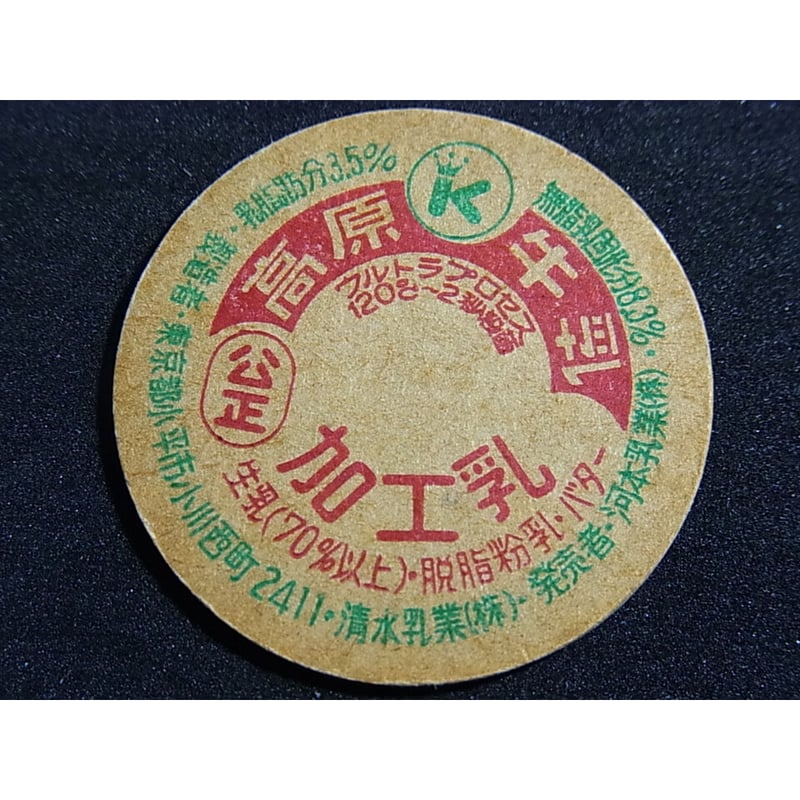 K
高原牛乳
ウルトラプロセス
120°2~2秒殺菌
公正
加工乳
生乳(70%以上)・脱脂粉乳・バター
無脂乳固形分8.3%・乳脂肪分3.5%・製造者・東京都小平市小川西町2411・清水乳業(株)・発売者・河本乳業(株)